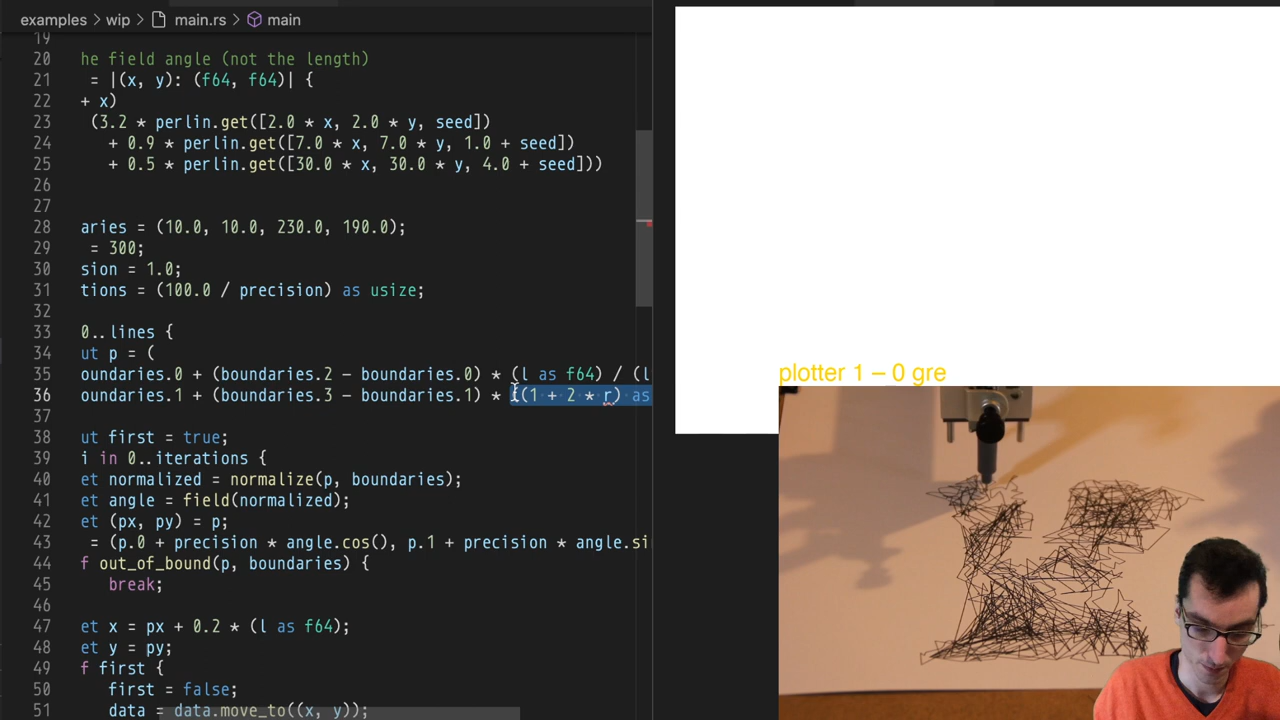 examples > wip > main.rs > main
19
20 he field angle (not the length)
21 = |(x, y): (f64, f64)| {
22 + x)
23 (3.2 * perlin.get([2.0 * x, 2.0 * y, seed])
24 + 0.9 * perlin.get([7.0 * x, 7.0 * y, 1.0 + seed])
25 + 0.5 * perlin.get([30.0 * x, 30.0 * y, 4.0 + seed]))
26
27
28 aries = (10.0, 10.0, 230.0, 190.0);
29 = 300;
30 sion = 1.0;
31 tions = (100.0 / precision) as usize;
32
33 0..lines {
34 ut p = (
35 oundaries.0 + (boundaries.2 - boundaries.0) * (l as f64) / (l
36 oundaries.1 + (boundaries.3 - boundaries.1) * ((1 + 2 * r) as
37
38 ut first = true;
39 i in 0..iterations {
40 et normalized = normalize(p, boundaries);
41 et angle = field(normalized);
42 et (px, py) = p;
43 = (p.0 + precision * angle.cos(), p.1 + precision * angle.si
44 f out_of_bound(p, boundaries) {
45 break;
46
47 et x = px + 0.2 * (l as f64);
48 et y = py;
49 f first {
50 first = false;
51 data = data.move_to((x, y));
plotter 1 – 0 gre